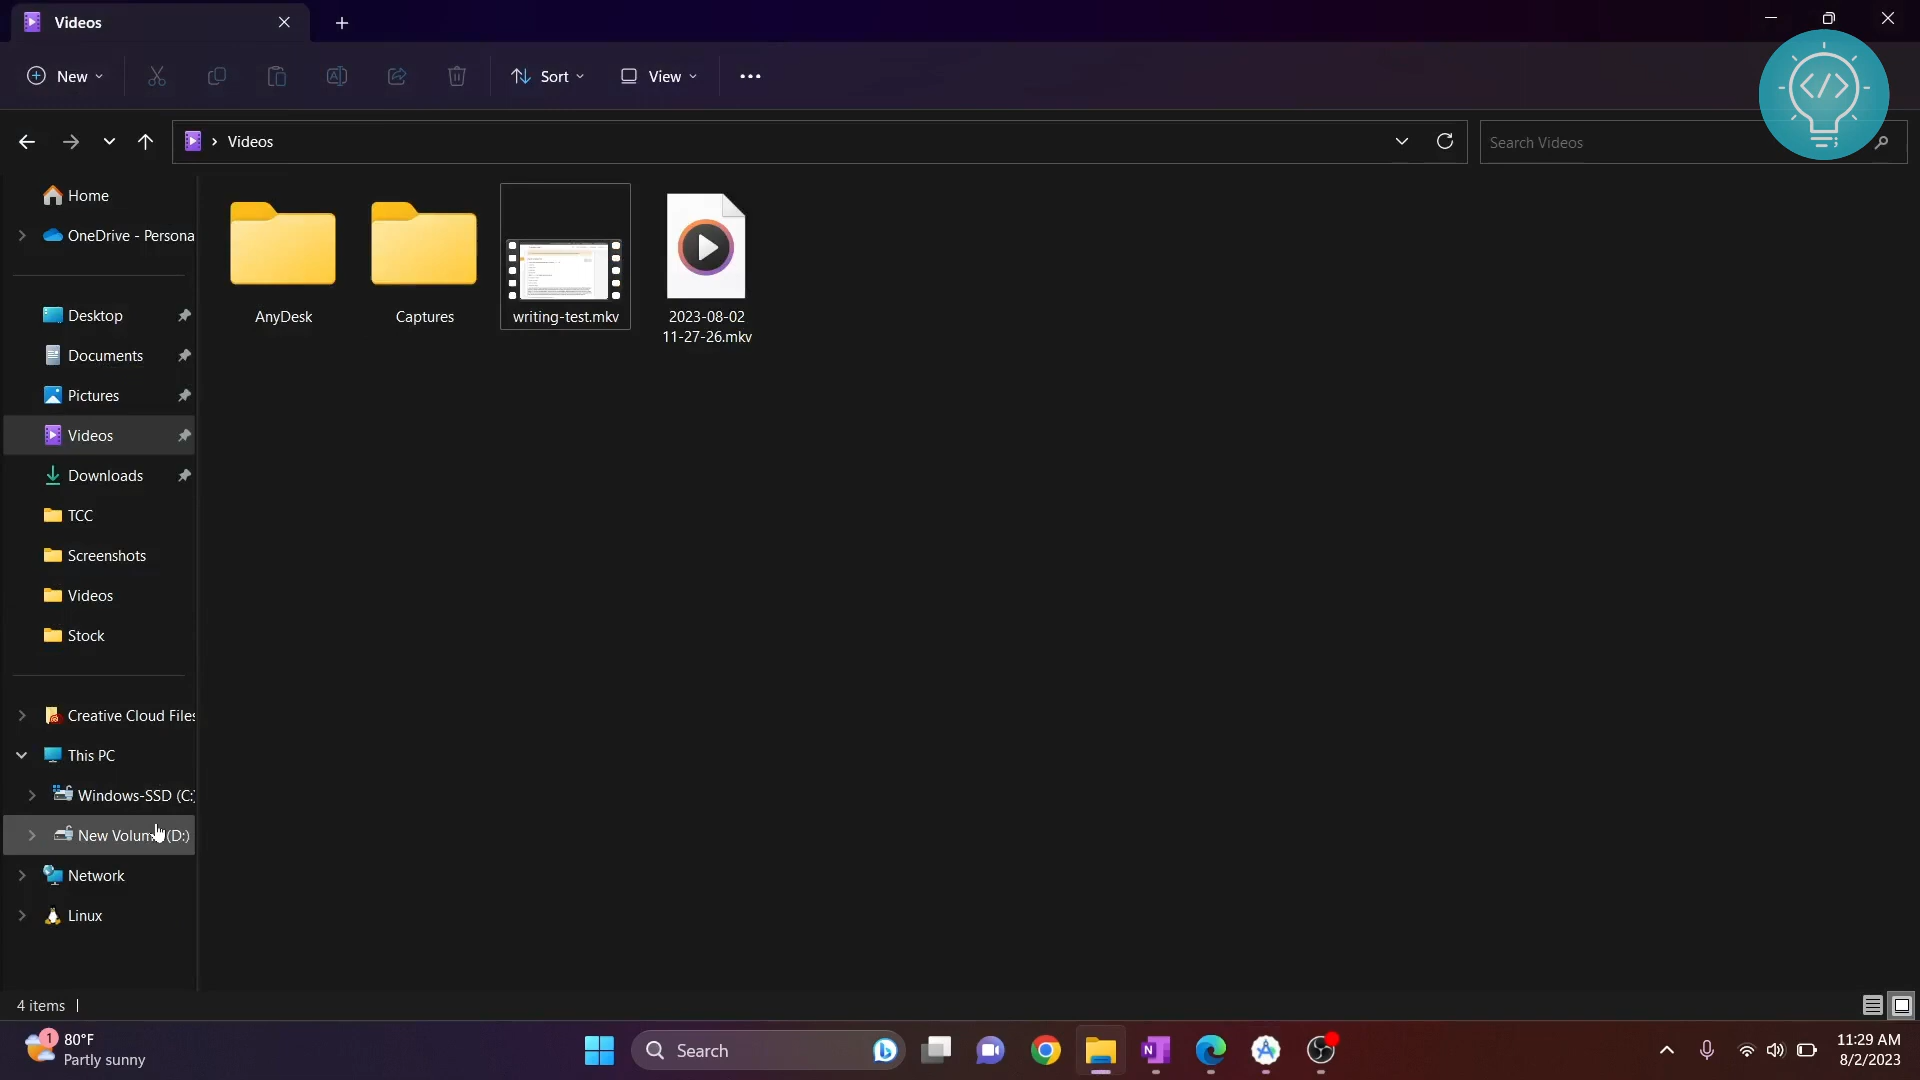 Videos
New
Sort
View
Videos
Search Videos
Home
OneDrive - Persona
Desktop
Documents
Pictures
Videos
Downloads
TCC
Screenshots
Videos
Stock
Creative Cloud Files
This PC
Windows-SSD (C:)
New Volum (D:)
Network
Linux
AnyDesk
Captures
writing-test.mkv
2023-08-02
11-27-26.mkv
4 items
1
80°F
Partly sunny
Search
11:29 AM
8/2/2023